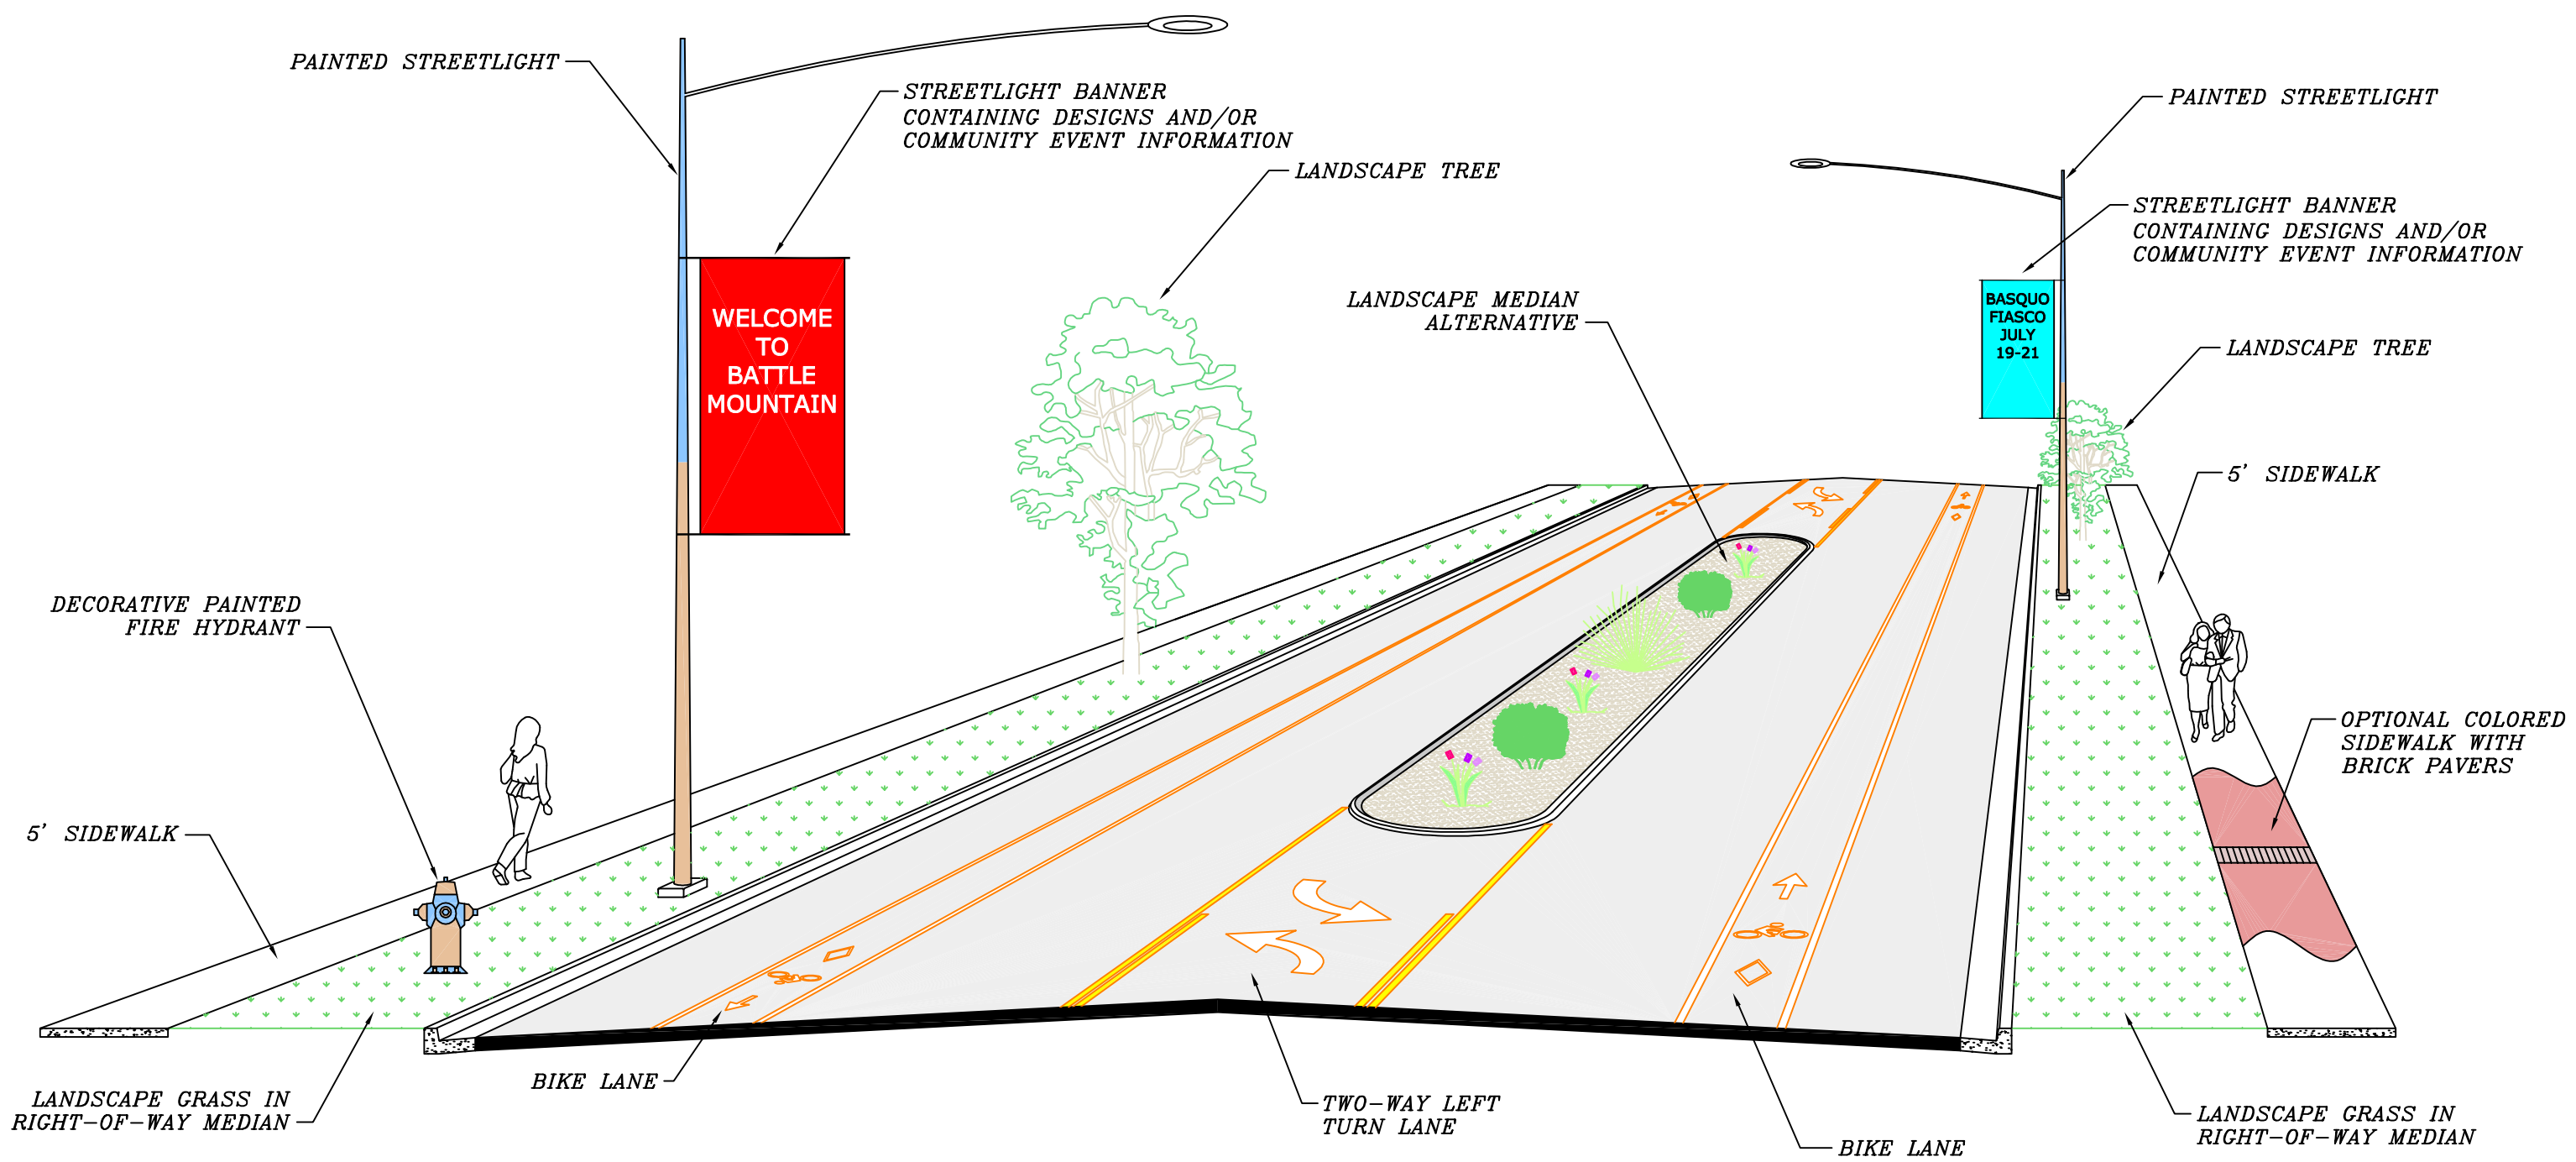 PAINTED STREETLIGHT
STREETLIGHT BANNER
CONTAINING DESIGNS AND/OR
COMMUNITY EVENT INFORMATION
LANDSCAPE TREE
PAINTED STREETLIGHT
STREETLIGHT BANNER
CONTAINING DESIGNS AND/OR
COMMUNITY EVENT INFORMATION
WELCOME
TO
BATTLE
MOUNTAIN
LANDSCAPE MEDIAN
ALTERNATIVE
BASQUO
FIASCO
JULY
19-21
LANDSCAPE TREE
5' SIDEWALK
DECORATIVE PAINTED
FIRE HYDRANT
OPTIONAL COLORED
SIDEWALK WITH
BRICK PAVERS
5' SIDEWALK
LANDSCAPE GRASS IN
RIGHT-OF-WAY MEDIAN
BIKE LANE
TWO-WAY LEFT
TURN LANE
BIKE LANE
LANDSCAPE GRASS IN
RIGHT-OF-WAY MEDIAN